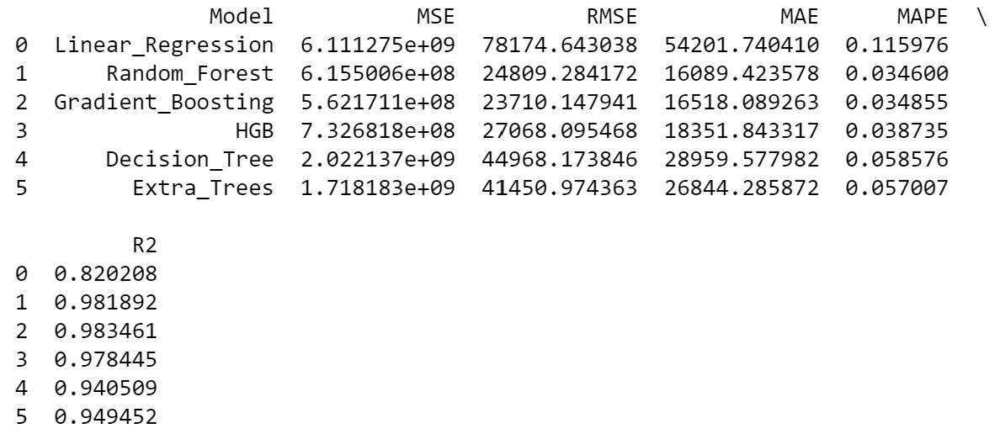 Model MSE RMSE MAE MAPE \
0 Linear_Regression 6.111275e+09 78174.643038 54201.740410 0.115976
1 Random_Forest 6.155006e+08 24809.284172 16089.423578 0.034600
2 Gradient_Boosting 5.621711e+08 23710.147941 16518.089263 0.034855
3 HGB 7.326818e+08 27068.095468 18351.843317 0.038735
4 Decision_Tree 2.022137e+09 44968.173846 28959.577982 0.058576
5 Extra_Trees 1.718183e+09 41450.974363 26844.285872 0.057007
R2
0 0.820208
1 0.981892
2 0.983461
3 0.978445
4 0.940509
5 0.949452